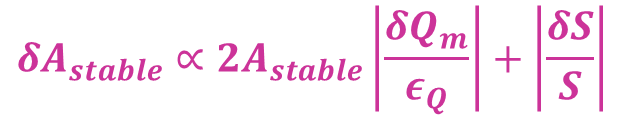 δA_stable ∝ 2A_stable |δQ_m / ϵ_Q| + |δS / S|